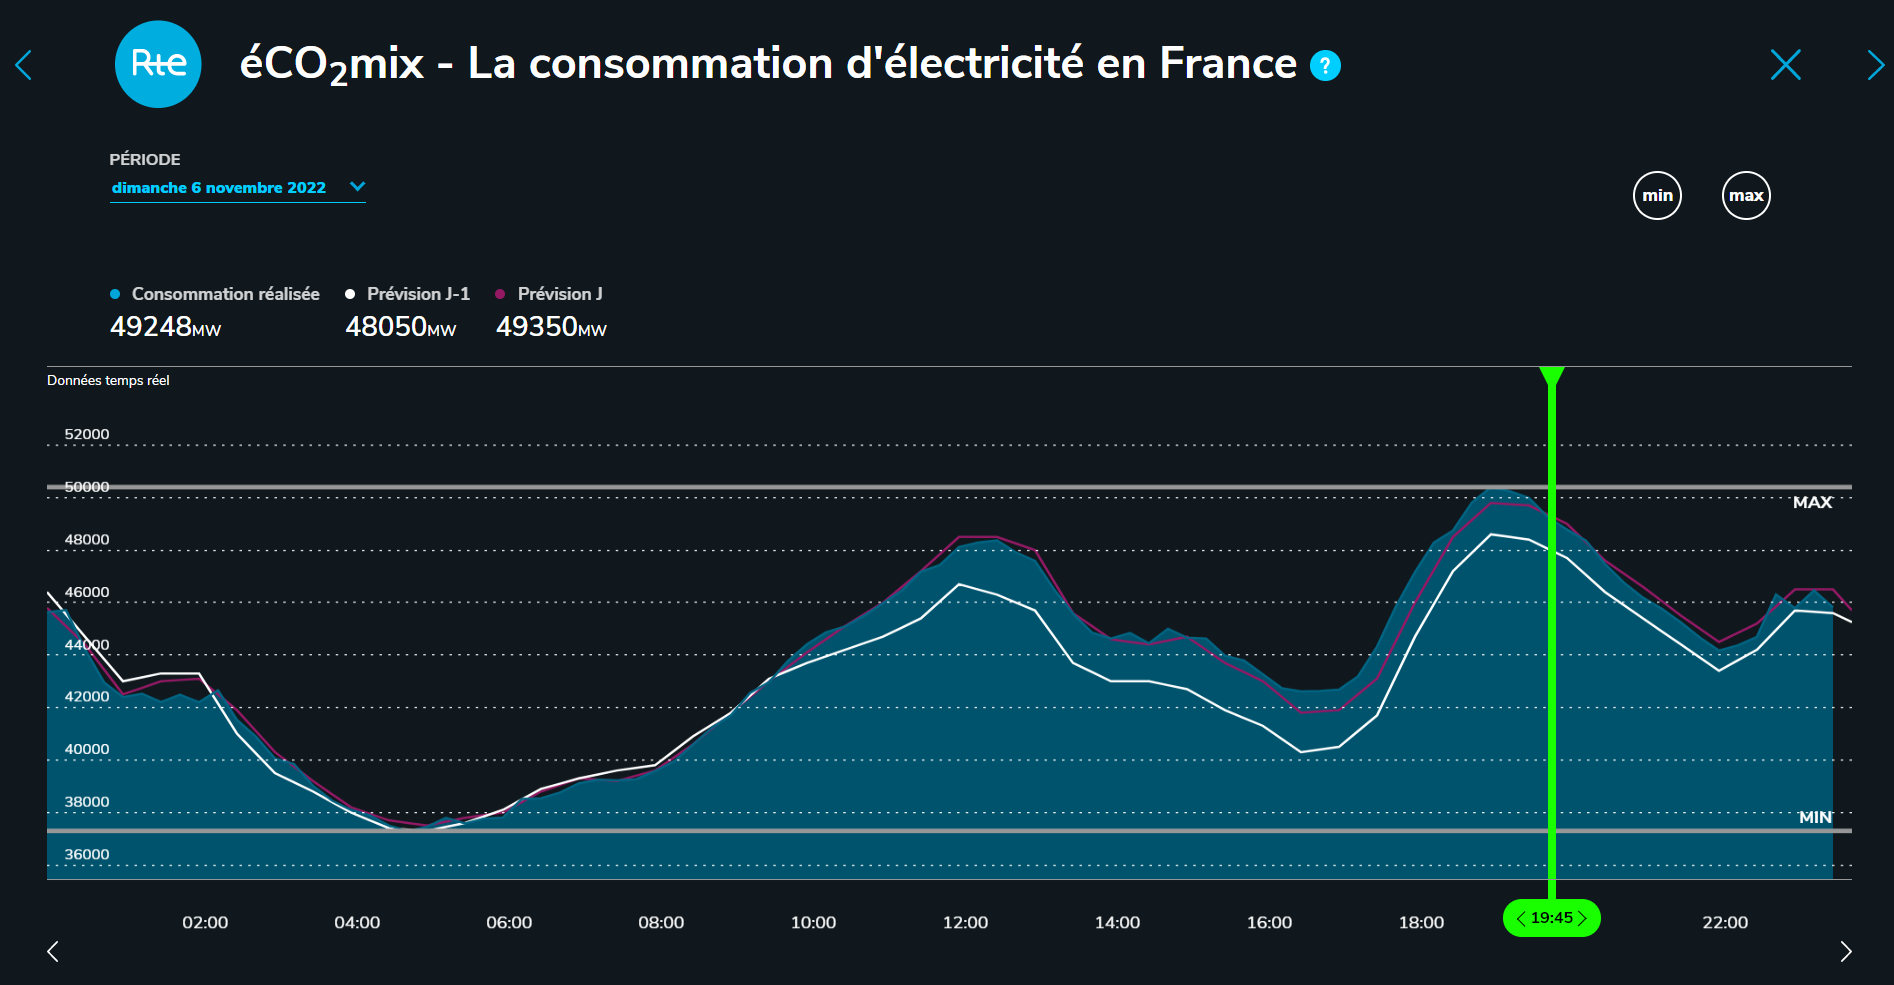 Rte
éCO₂mix - La consommation d'électricité en France ?
PÉRIODE
dimanche 6 novembre 2022
min
max
Consommation réalisée
49248MW
Prévision J-1
48050MW
Prévision J
49350MW
Données temps réel
52000
50000
MAX
48000
46000
44000
42000
40000
38000
MIN
36000
02:00
04:00
06:00
08:00
10:00
12:00
14:00
16:00
18:00
19:45
22:00